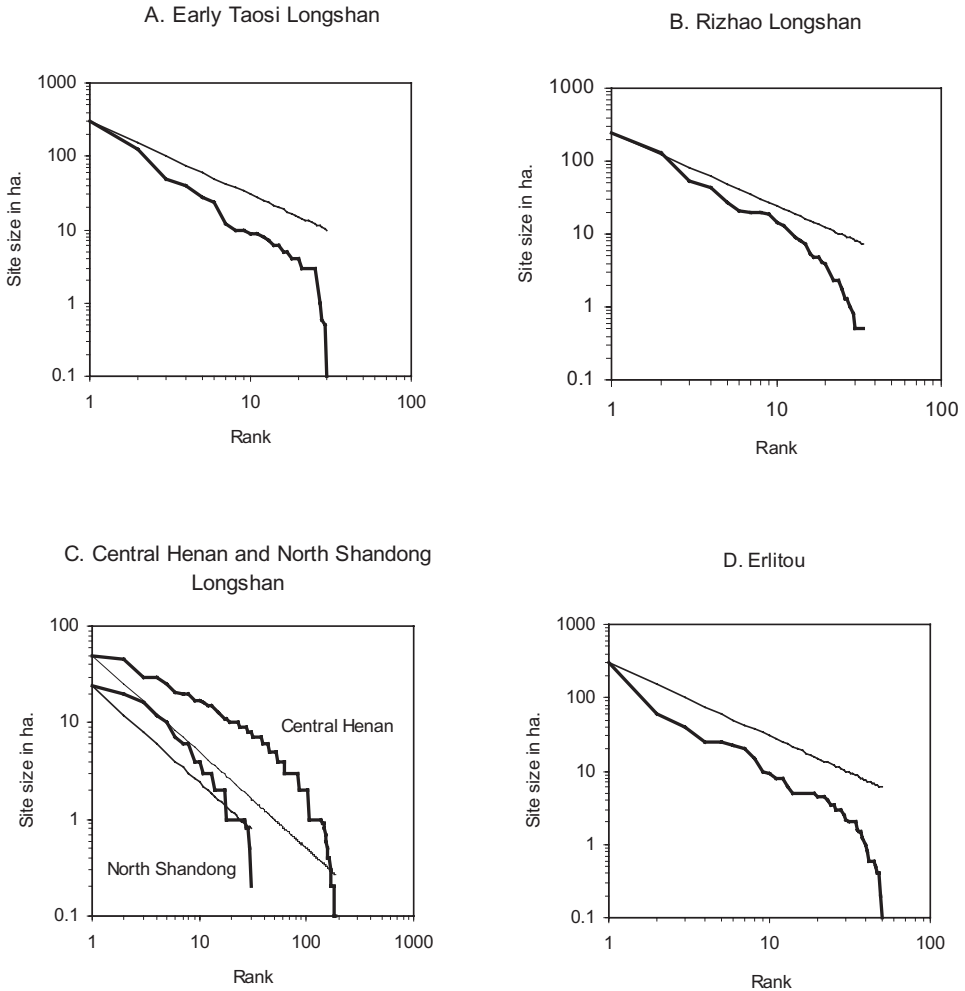 A. Early Taosi Longshan
1000
100
10
1
0.1
1
10
100
Site size in ha.
Rank
B. Rizhao Longshan
1000
100
10
1
0.1
1
10
100
Site size in ha.
Rank
C. Central Henan and North Shandong
Longshan
100
10
1
0.1
1
10
100
1000
Site size in ha.
Rank
Central Henan
North Shandong
D. Erlitou
1000
100
10
1
0.1
1
10
100
Site size in ha.
Rank